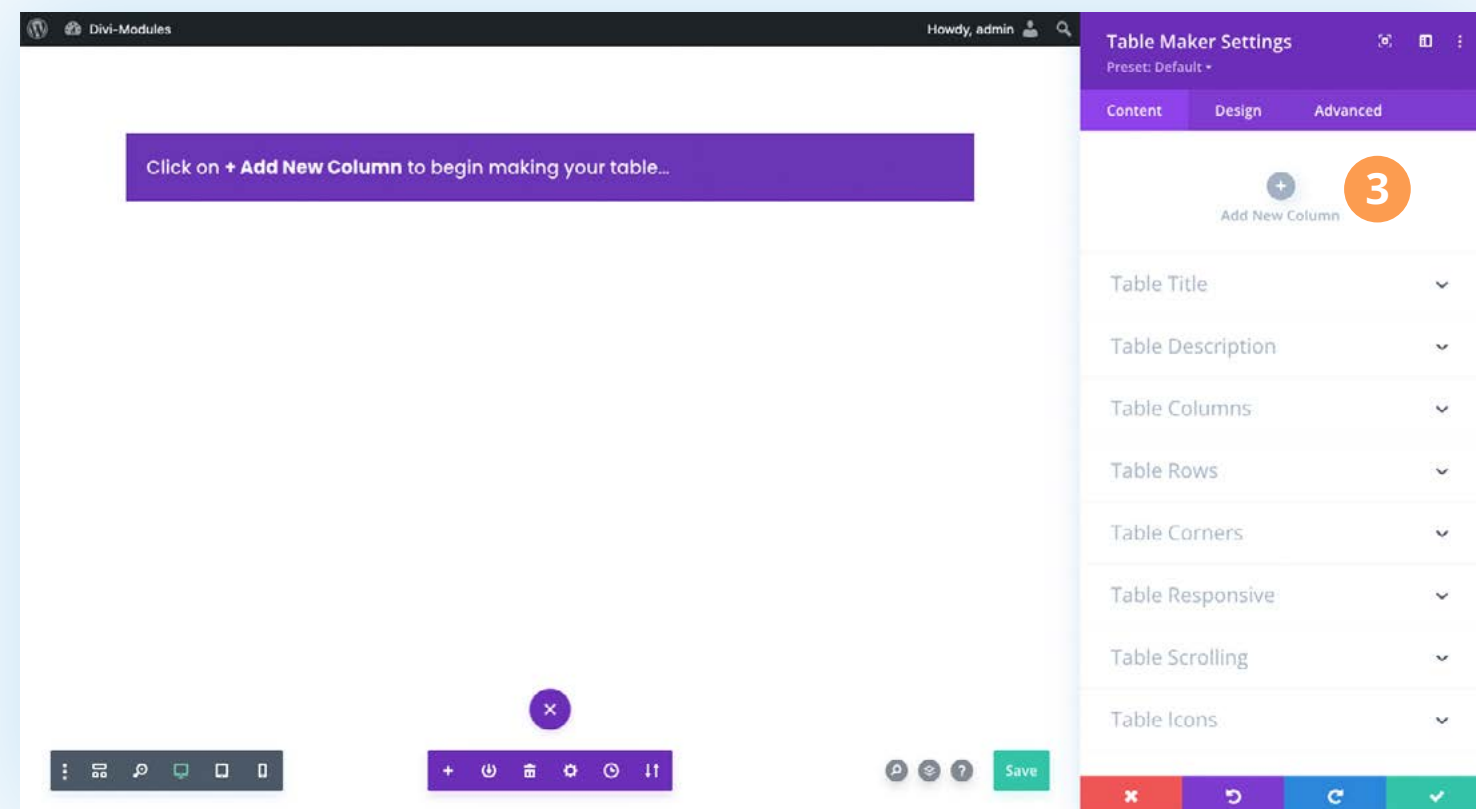 Divi-Modules
Howdy, admin
Table Maker Settings
Preset: Default
Content Design Advanced
Click on + Add New Column to begin making your table...
3
Add New Column
Table Title
Table Description
Table Columns
Table Rows
Table Corners
Table Responsive
Table Scrolling
Table Icons
Save